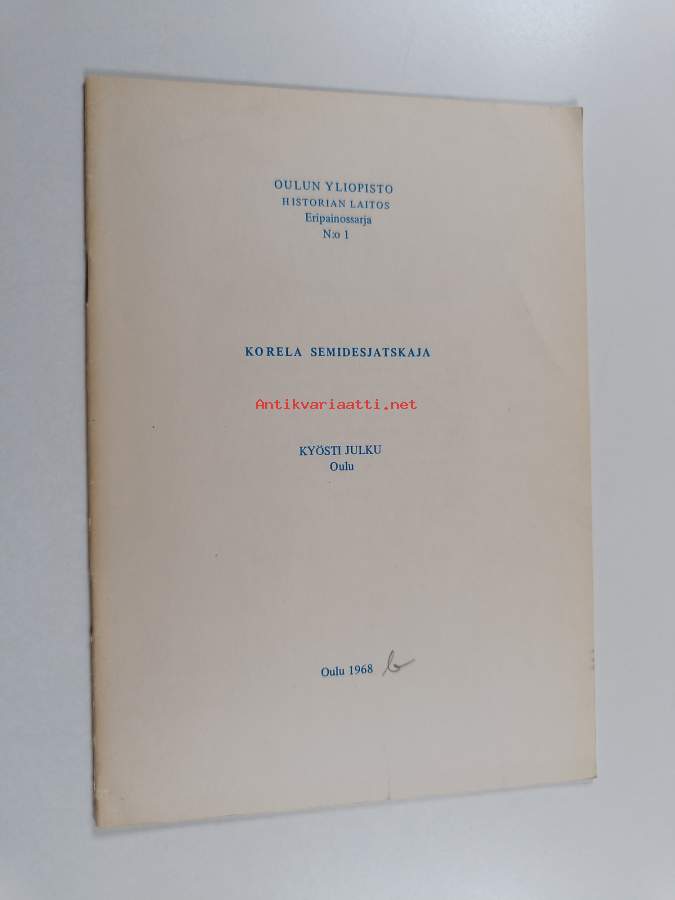 OULUN YLIOPISTO
HISTORIAN LAITOS
Eripainossarja
N:o 1
KORELA SEMIDESJATSKAJA
Antikvariaatti.net
KYÖSTI JULKU
Oulu
Oulu 1968 b